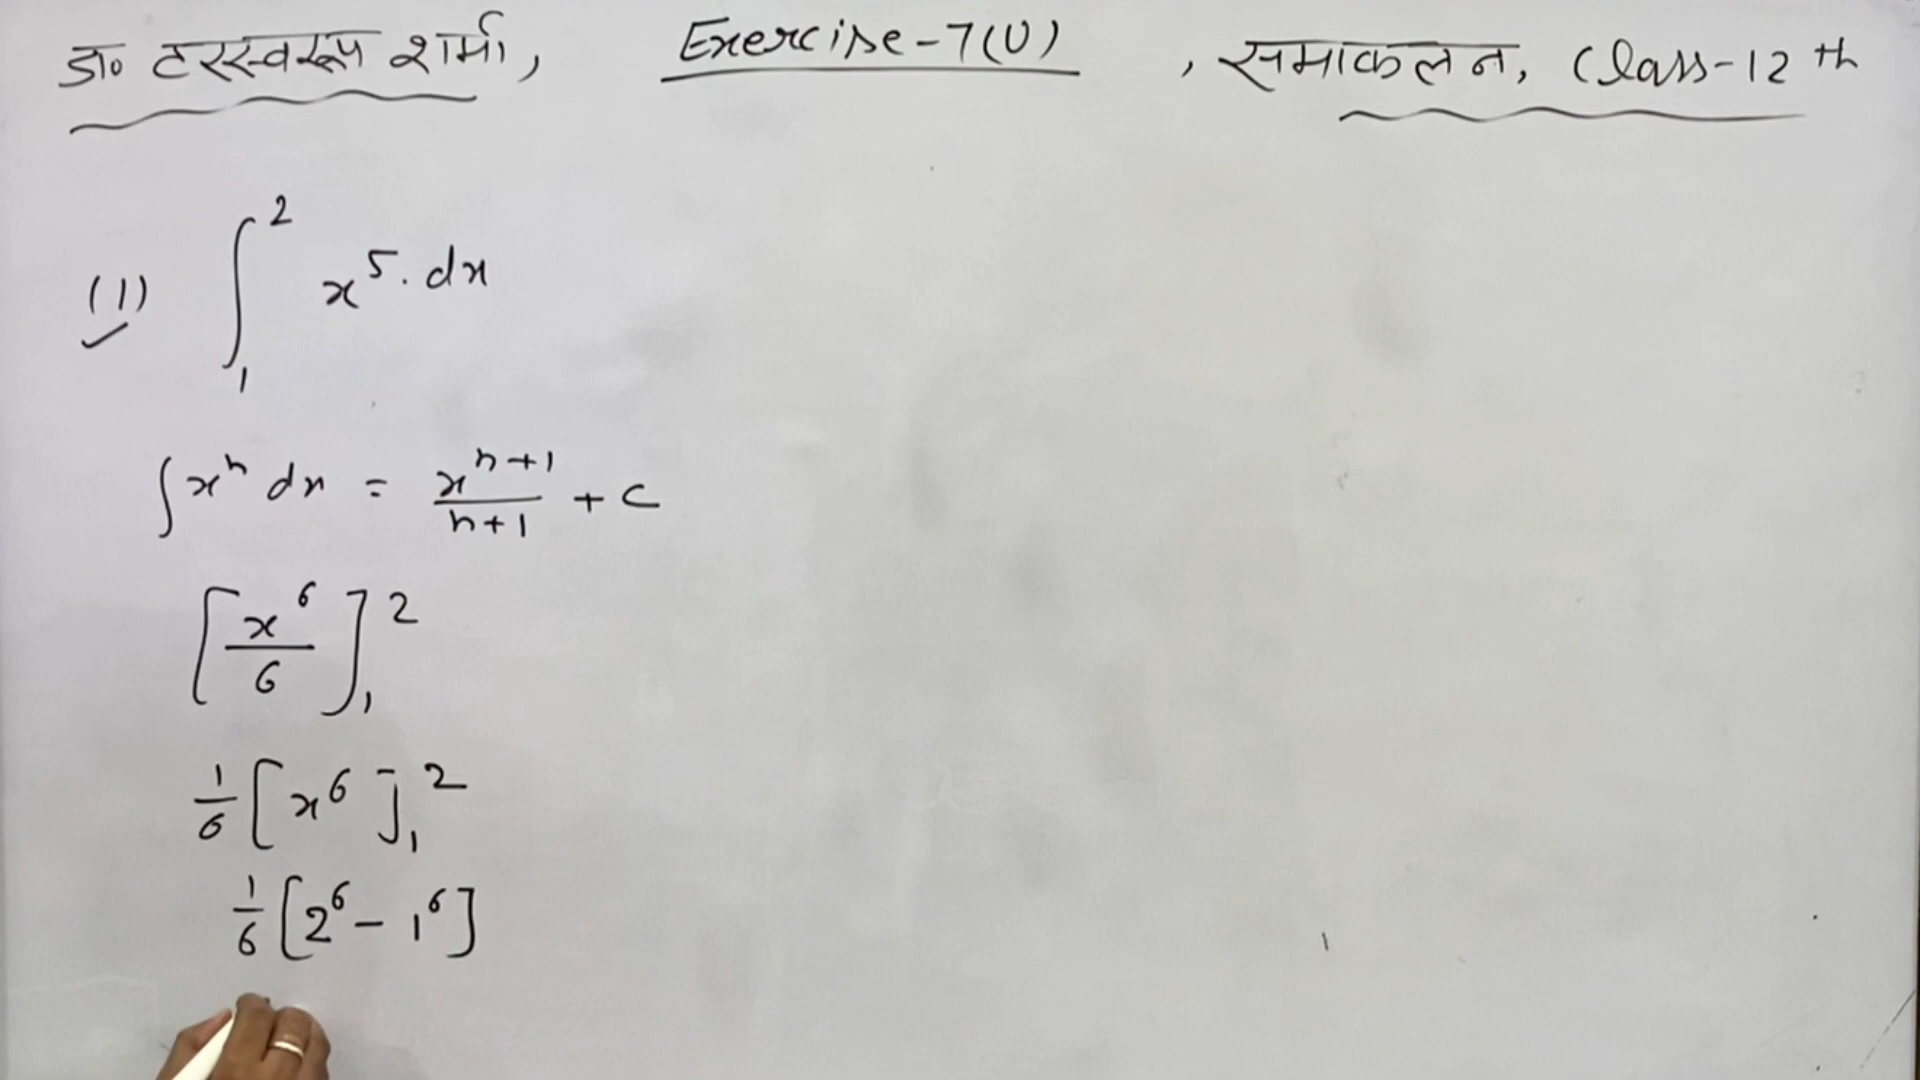 डा० हरस्वरूप शर्मा, Exercise-7(U) , समाकलन, Class-12th
(1) ∫₁² x⁵. dx
∫xⁿ dx = xⁿ⁺¹/n+1 + c
[x⁶/6]₁²
1/6 [x⁶]₁²
1/6 [2⁶ - 1⁶]